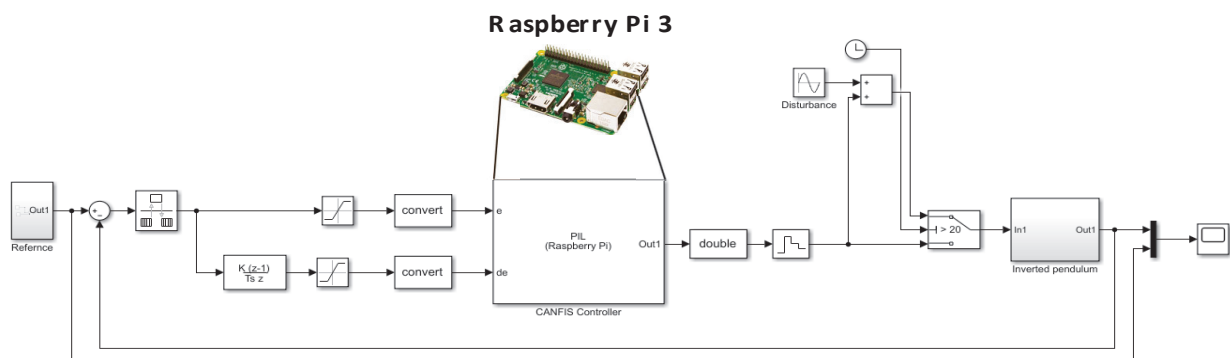 Raspberry Pi 3
Disturbance
+
+
Out1
Refernce
+
-
convert
e
PIL
(Raspberry Pi)
Out1
double
> 20
In1
Out1
Inverted pendulum
K (z-1)
Ts z
convert
de
CANFIS Controller